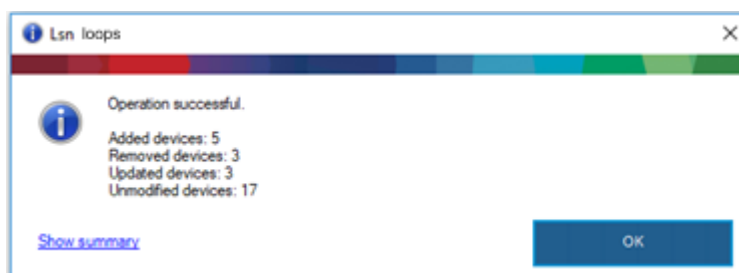 Lsn loops
Operation successful.
Added devices: 5
Removed devices: 3
Updated devices: 3
Unmodified devices: 17
Show summary
OK